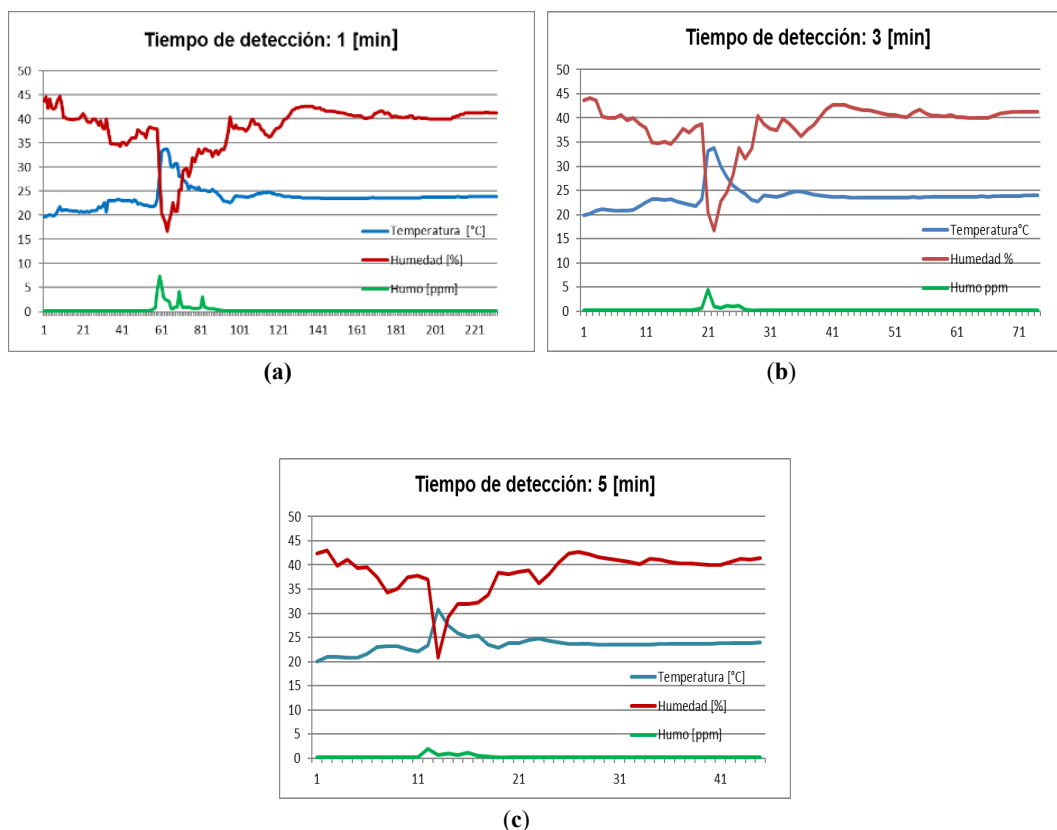 Tiempo de detección: 1 [min]
50
45
40
35
30
25
20
15
10
5
0
Temperatura [°C]
Humedad [%]
Humo [ppm]
1 21 41 61 81 101 121 141 161 181 201 221
(a)
Tiempo de detección: 3 [min]
50
45
40
35
30
25
20
15
10
5
0
Temperatura°C
Humedad %
Humo ppm
1 11 21 31 41 51 61 71
(b)
Tiempo de detección: 5 [min]
50
45
40
35
30
25
20
15
10
5
0
Temperatura [°C]
Humedad [%]
Humo [ppm]
1 11 21 31 41
(c)